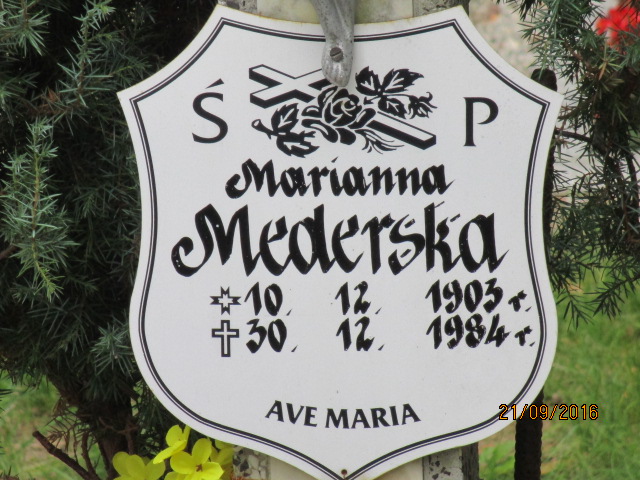 Ś P
Marianna
Mederska
10. 12. 1903 r.
30. 12. 1984 r.
AVE MARIA
21/09/2016